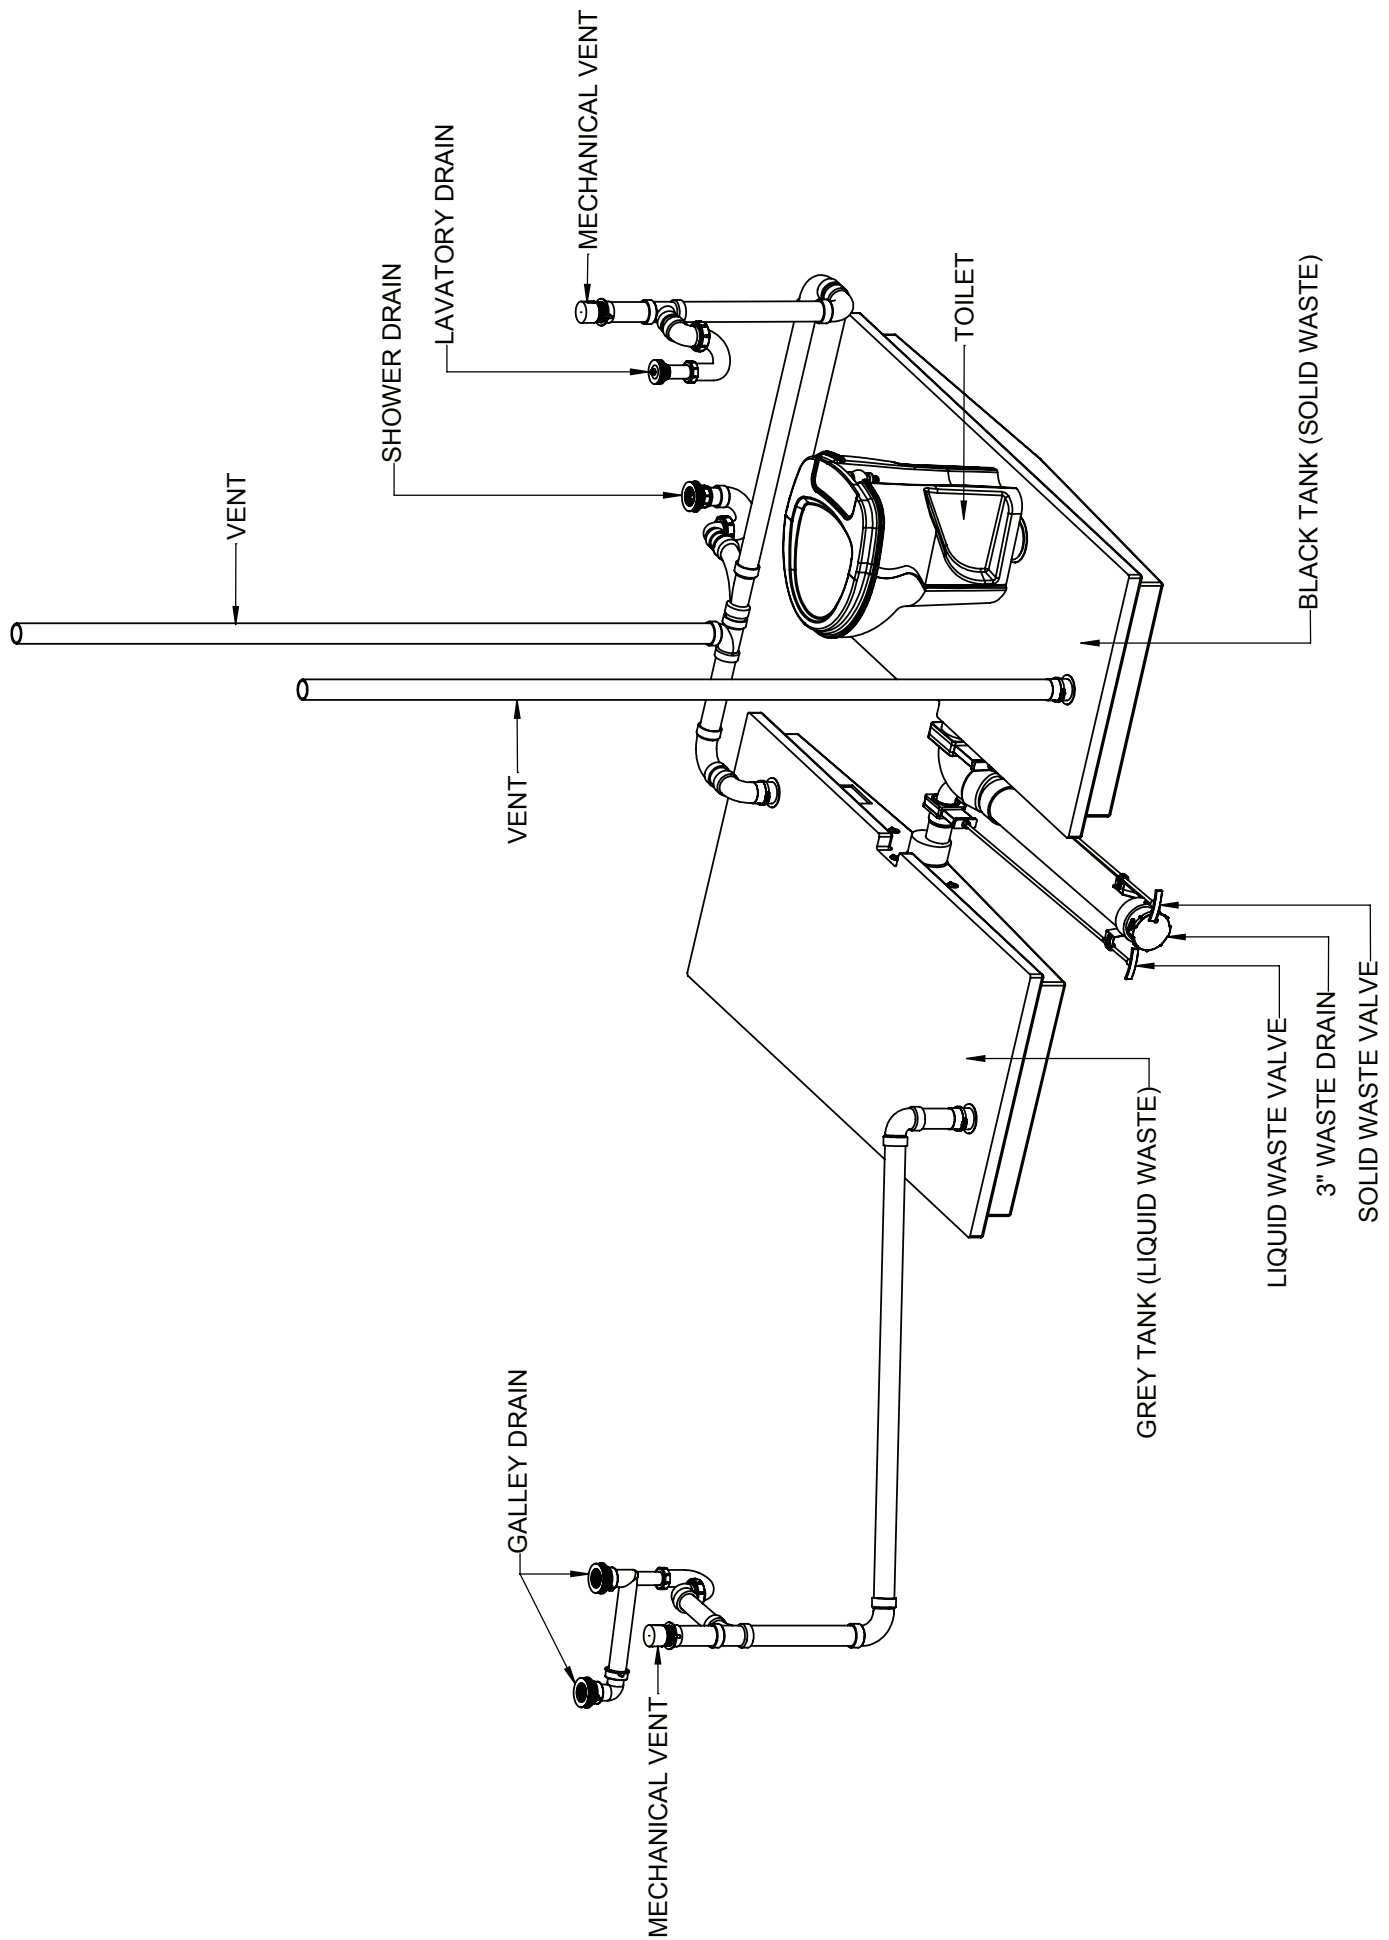 MECHANICAL VENT
LAVATORY DRAIN
SHOWER DRAIN
VENT
VENT
TOILET
BLACK TANK (SOLID WASTE)
GALLEY DRAIN
MECHANICAL VENT
GREY TANK (LIQUID WASTE)
LIQUID WASTE VALVE
3" WASTE DRAIN
SOLID WASTE VALVE